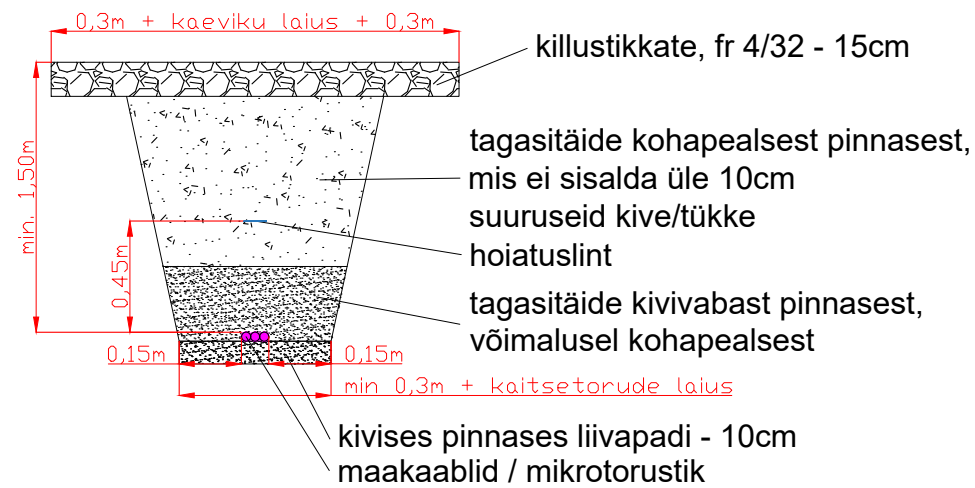 0,3m + kaeviku laius + 0,3m
killustikkate, fr 4/32 - 15cm
tagasitäide kohapealsest pinnasest,
mis ei sisalda üle 10cm
suuruseid kive/tükke
hoiatuslint
min. 1,50m
0,45m
tagasitäide kivivabast pinnasest,
võimalusel kohapealsest
0,15m
0,15m
min 0,3m + kaitsetorude laius
kivises pinnases liivapadi - 10cm
maakaablid / mikrotorustik